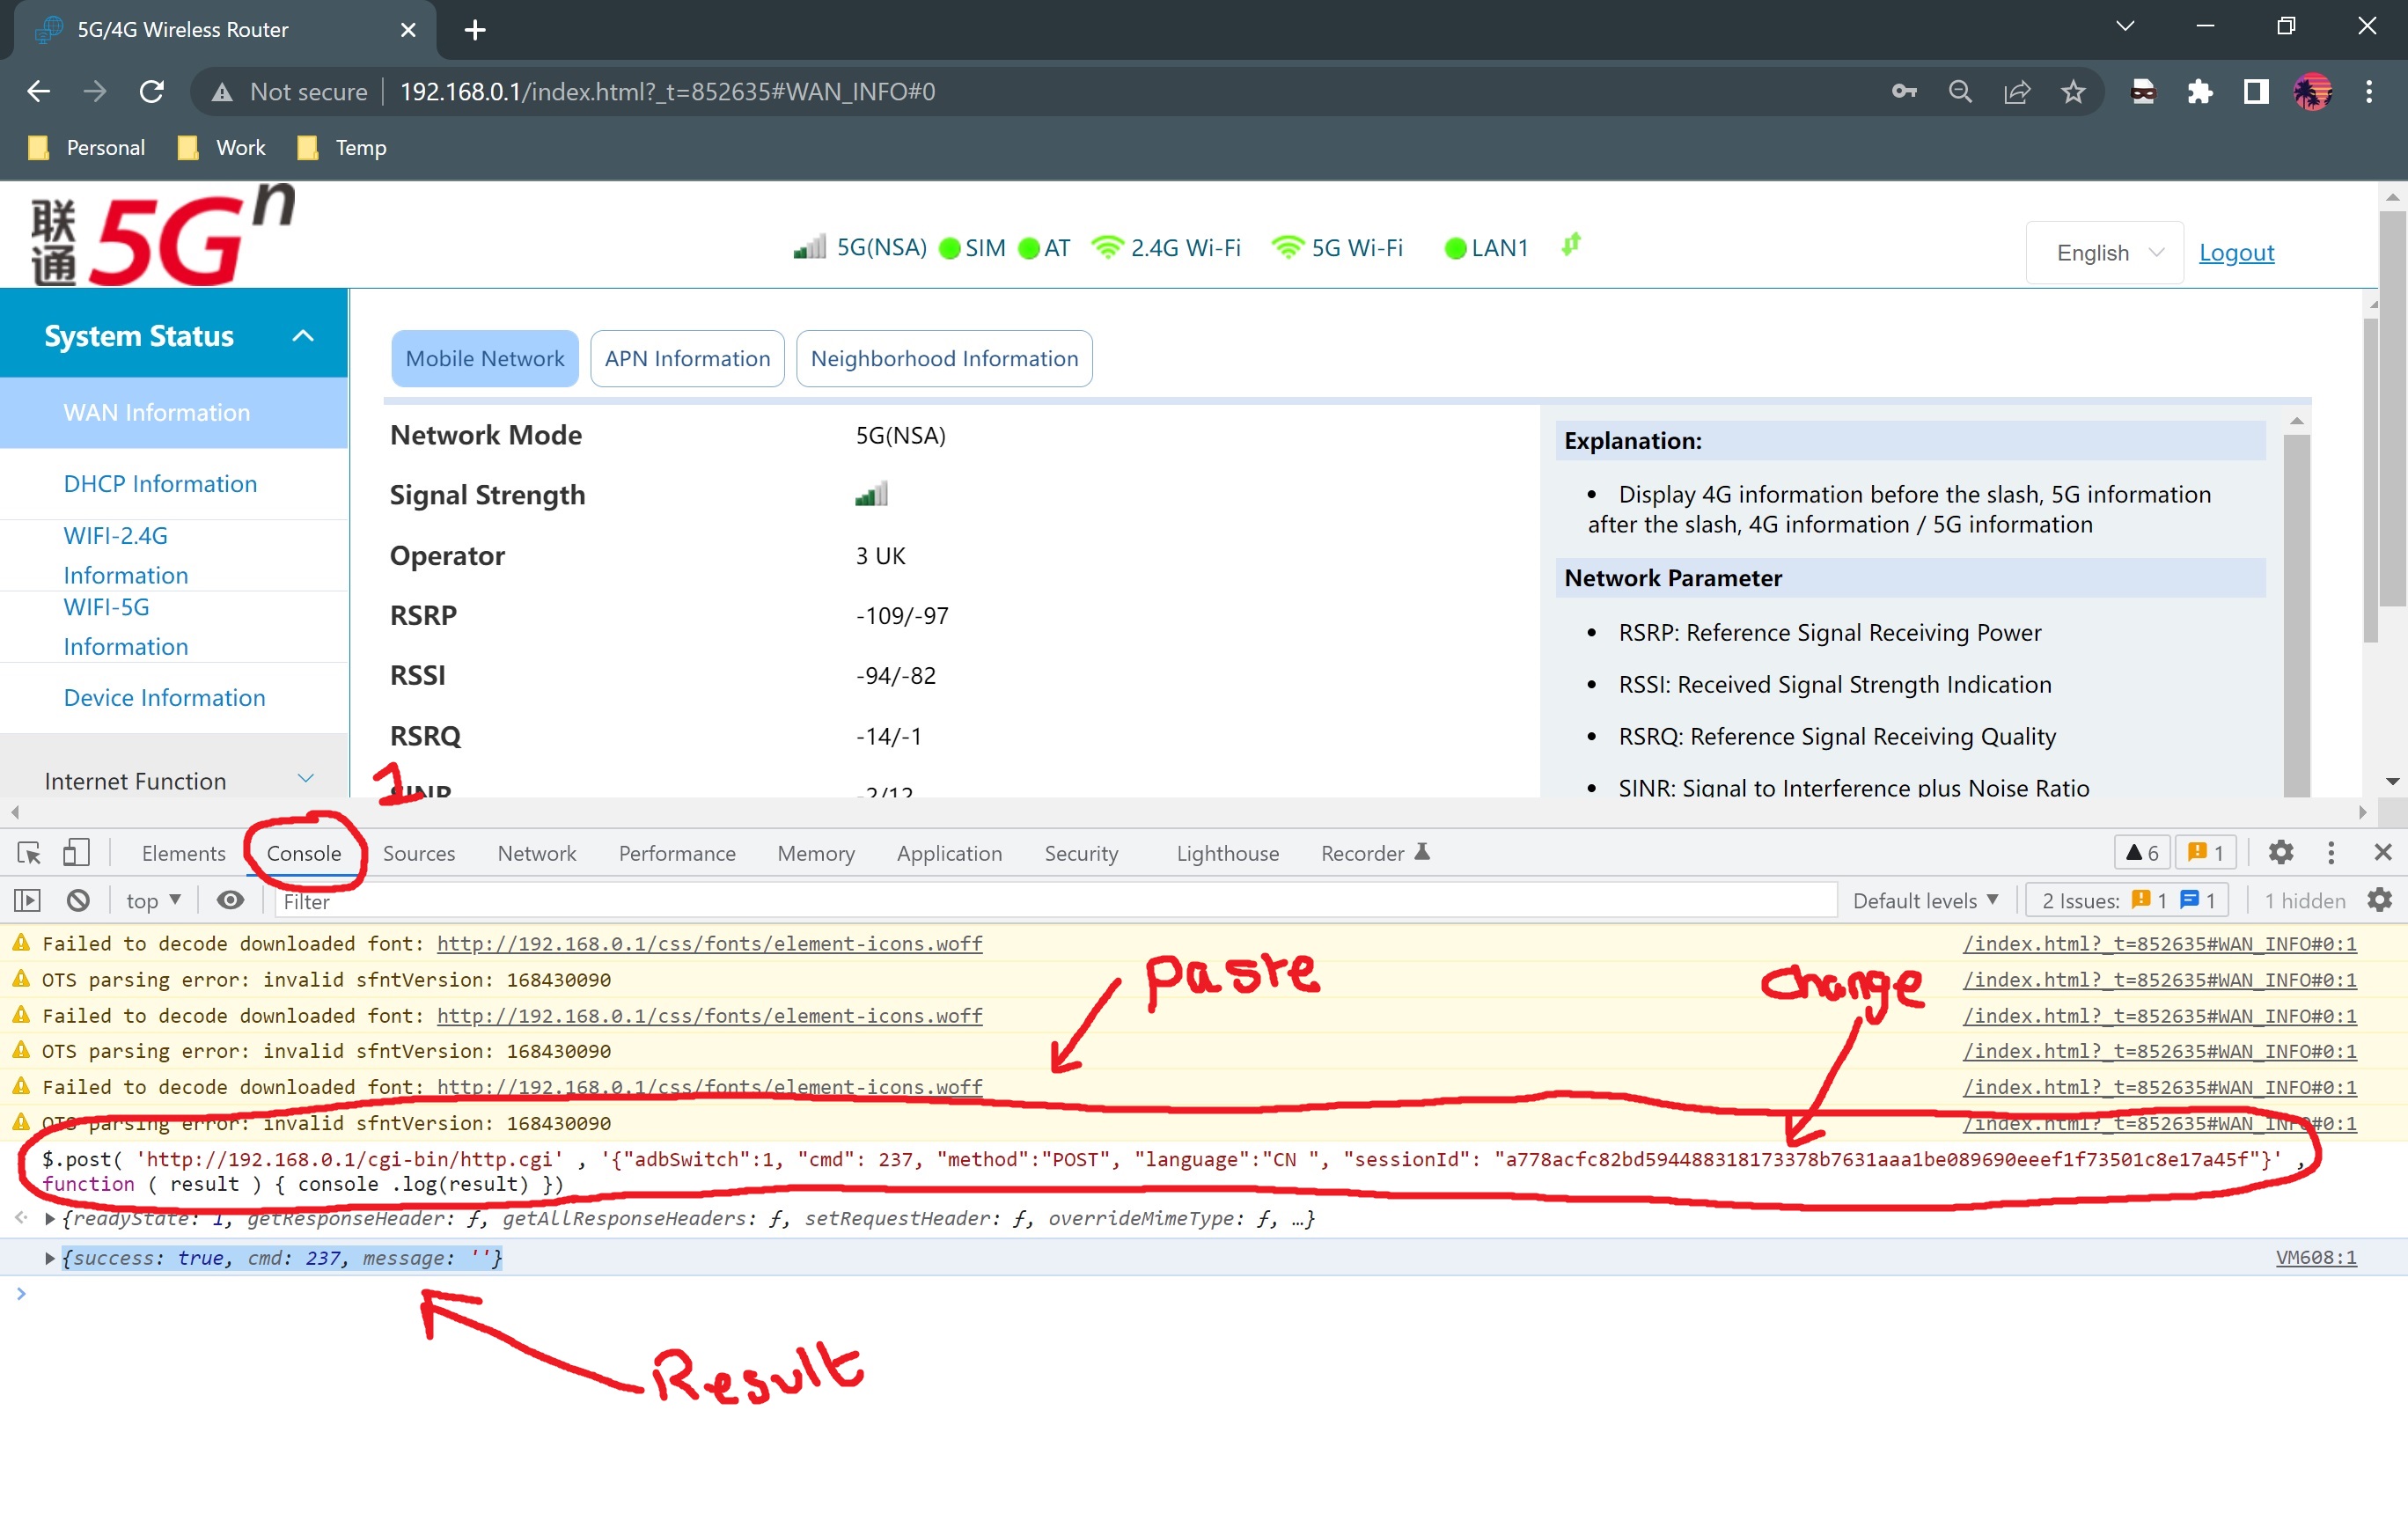 5G/4G Wireless Router
Not secure
192.168.0.1/index.html?_t=852635#WAN_INFO#0
Personal Work Temp
联通 5Gn
5G(NSA) SIM AT 2.4G Wi-Fi 5G Wi-Fi LAN1
English Logout
System Status
WAN Information
DHCP Information
WIFI-2.4G
Information
WIFI-5G
Information
Device Information
Internet Function
Mobile Network APN Information Neighborhood Information
Network Mode 5G(NSA)
Signal Strength
Operator 3 UK
RSRP -109/-97
RSSI -94/-82
RSRQ -14/-1
SINR -2/12
Explanation:
• Display 4G information before the slash, 5G information
after the slash, 4G information / 5G information
Network Parameter
• RSRP: Reference Signal Receiving Power
• RSSI: Received Signal Strength Indication
• RSRQ: Reference Signal Receiving Quality
• SINR: Signal to Interference plus Noise Ratio
1
Elements Console Sources Network Performance Memory Application Security Lighthouse Recorder 6 1
top Filter Default levels 2 Issues: 1 1 1 hidden
Failed to decode downloaded font: http://192.168.0.1/css/fonts/element-icons.woff /index.html?_t=852635#WAN_INFO#0:1
OTS parsing error: invalid sfntVersion: 168430090 /index.html?_t=852635#WAN_INFO#0:1
Failed to decode downloaded font: http://192.168.0.1/css/fonts/element-icons.woff /index.html?_t=852635#WAN_INFO#0:1
OTS parsing error: invalid sfntVersion: 168430090 /index.html?_t=852635#WAN_INFO#0:1
Failed to decode downloaded font: http://192.168.0.1/css/fonts/element-icons.woff /index.html?_t=852635#WAN_INFO#0:1
OTS parsing error: invalid sfntVersion: 168430090 /index.html?_t=852635#WAN_INFO#0:1
Paste
change
$.post( 'http://192.168.0.1/cgi-bin/http.cgi' , '{"adbSwitch":1, "cmd": 237, "method":"POST", "language":"CN ", "sessionId": "a778acfc82bd594488318173378b7631aaa1be089690eeef1f73501c8e17a45f"}' ,
function ( result ) { console .log(result) })
{readyState: 1, getResponseHeader: ƒ, getAllResponseHeaders: ƒ, setRequestHeader: ƒ, overrideMimeType: ƒ, …}
{success: true, cmd: 237, message: ''} VM608:1
Result